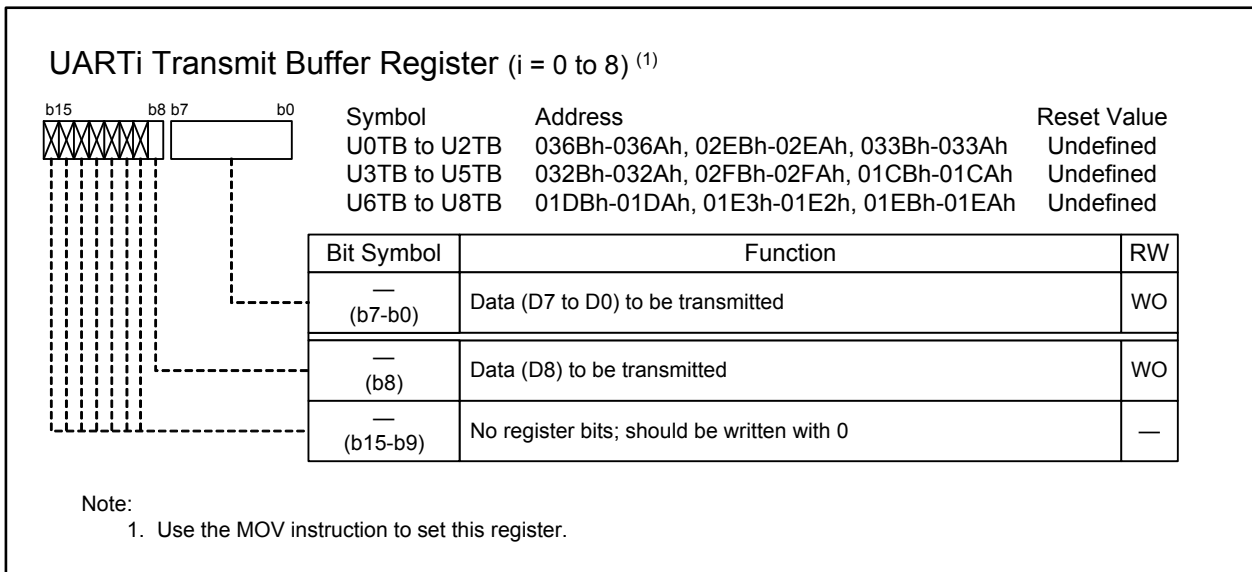 UARTi Transmit Buffer Register (i = 0 to 8) (1)
b15 b8 b7 b0
Symbol Address Reset Value
U0TB to U2TB 036Bh-036Ah, 02EBh-02EAh, 033Bh-033Ah Undefined
U3TB to U5TB 032Bh-032Ah, 02FBh-02FAh, 01CBh-01CAh Undefined
U6TB to U8TB 01DBh-01DAh, 01E3h-01E2h, 01EBh-01EAh Undefined
Bit Symbol Function RW
—
(b7-b0) Data (D7 to D0) to be transmitted WO
—
(b8) Data (D8) to be transmitted WO
—
(b15-b9) No register bits; should be written with 0 —
Note:
1. Use the MOV instruction to set this register.